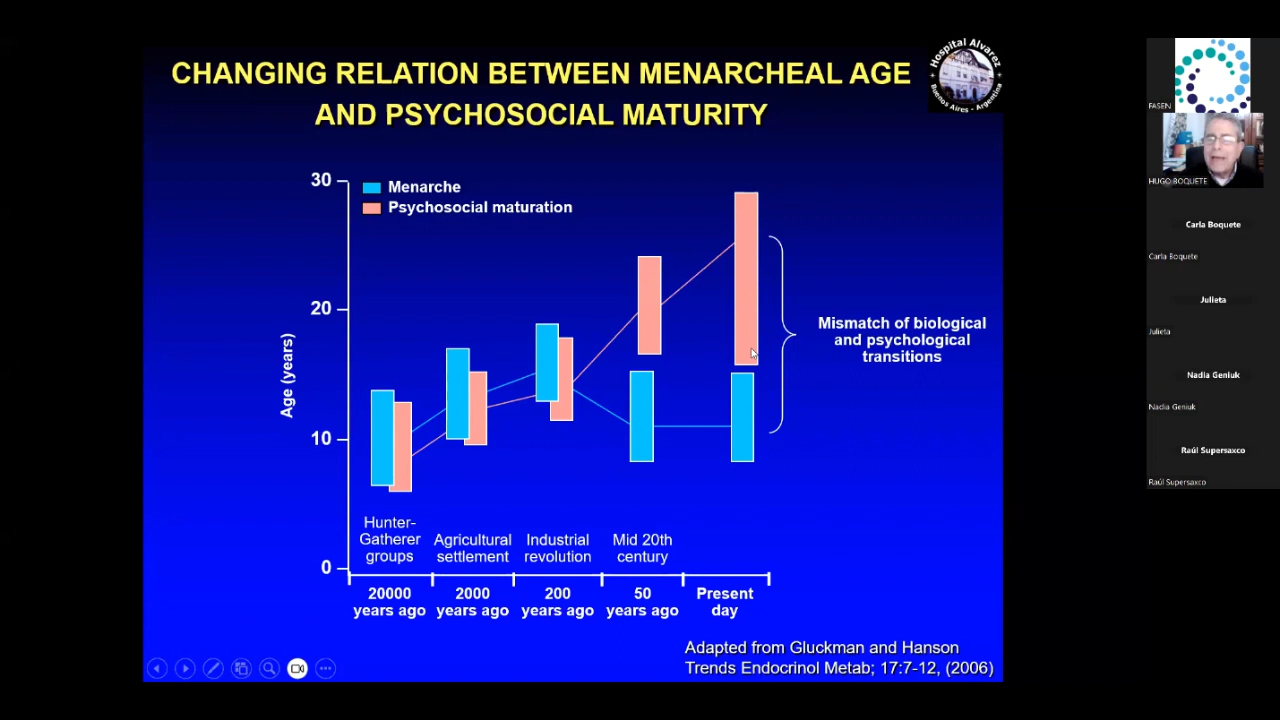 CHANGING RELATION BETWEEN MENARCHEAL AGE
AND PSYCHOSOCIAL MATURITY
Hospital Alvarez
Buenos Aires - Argentina
30
20
10
0
Age (years)
Menarche
Psychosocial maturation
Mismatch of biological
and psychological
transitions
Hunter-
Gatherer
groups
Agricultural
settlement
Industrial
revolution
Mid 20th
century
20000
years ago
2000
years ago
200
years ago
50
years ago
Present
day
Adapted from Gluckman and Hanson
Trends Endocrinol Metab; 17:7-12, (2006)
FASEN
HUGO BOQUETE
Carla Boquete
Carla Boquete
Julieta
Julieta
Nadia Geniuk
Nadia Geniuk
Raúl Supersaxco
Raúl Supersaxco